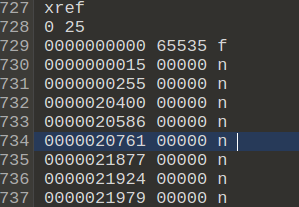 727 xref
728 0 25
729 0000000000 65535 f
730 0000000015 00000 n
731 0000000255 00000 n
732 0000020400 00000 n
733 0000020586 00000 n
734 0000020761 00000 n
735 0000021877 00000 n
736 0000021924 00000 n
737 0000021979 00000 n